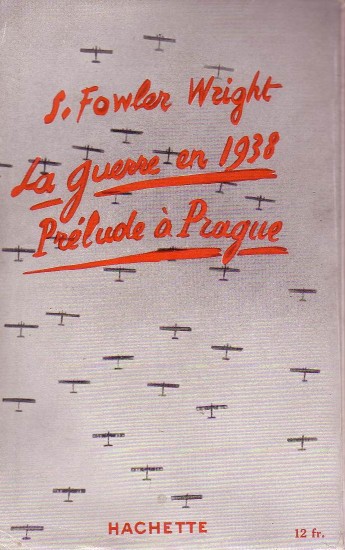 S. Fowler Wright
La guerre en 1938
Prélude à Prague
HACHETTE
12 fr.